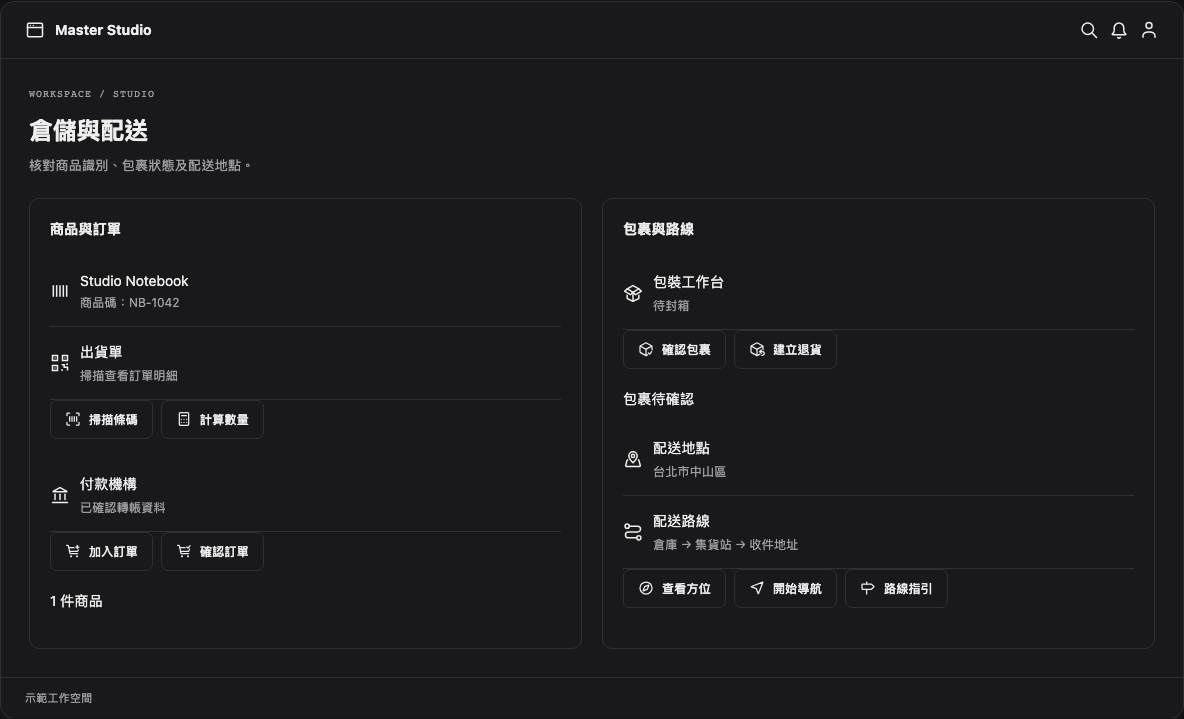 Master Studio
WORKSPACE / STUDIO
倉儲與配送
核對商品識別、包裹狀態及配送地點。
商品與訂單
Studio Notebook
商品碼：NB-1042
出貨單
掃描查看訂單明細
掃描條碼
計算數量
付款機構
已確認轉帳資料
加入訂單
確認訂單
1 件商品
包裹與路線
包裝工作台
待封箱
確認包裹
建立退貨
包裹待確認
配送地點
台北市中山區
配送路線
倉庫 → 集貨站 → 收件地址
查看方位
開始導航
路線指引
示範工作空間